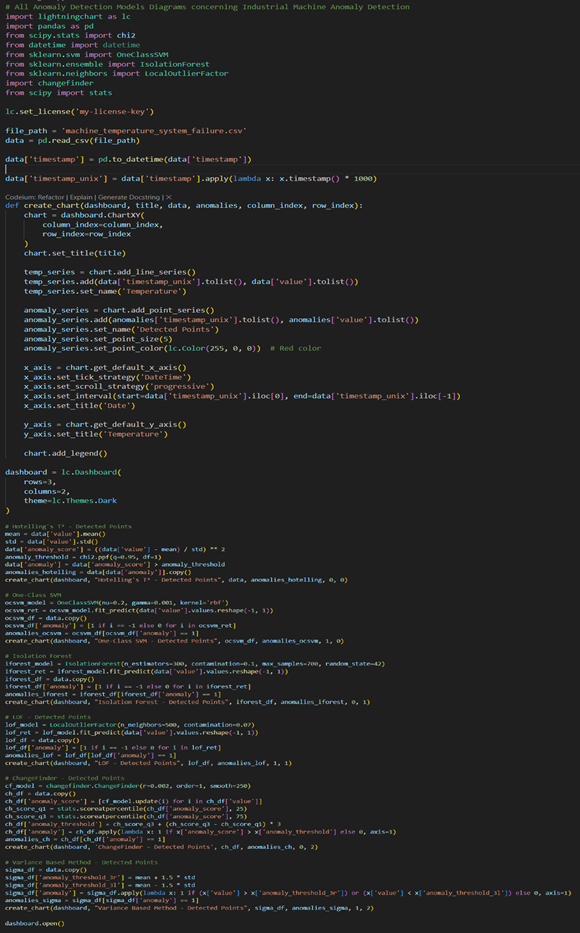 # All Anomaly Detection Models Diagrams concerning Industrial Machine Anomaly Detection
import lightningchart as lc
import pandas as pd
from scipy.stats import chi2
from datetime import datetime
from sklearn.svm import OneClassSVM
from sklearn.ensemble import IsolationForest
from sklearn.neighbors import LocalOutlierFactor
import changefinder
from scipy import stats

lc.set_license('my-license-key')

file_path = 'machine_temperature_system_failure.csv'
data = pd.read_csv(file_path)

data['timestamp'] = pd.to_datetime(data['timestamp'])

data['timestamp_unix'] = data['timestamp'].apply(lambda x: x.timestamp() * 1000)

Codeium: Refactor | Explain | Generate Docstring | ✕
def create_chart(dashboard, title, data, anomalies, column_index, row_index):
    chart = dashboard.ChartXY(
        column_index=column_index,
        row_index=row_index
    )
    chart.set_title(title)

    temp_series = chart.add_line_series()
    temp_series.add(data['timestamp_unix'].tolist(), data['value'].tolist())
    temp_series.set_name('Temperature')

    anomaly_series = chart.add_point_series()
    anomaly_series.add(anomalies['timestamp_unix'].tolist(), anomalies['value'].tolist())
    anomaly_series.set_name('Detected Points')
    anomaly_series.set_point_size(5)
    anomaly_series.set_point_color(lc.Color(255, 0, 0))  # Red color

    x_axis = chart.get_default_x_axis()
    x_axis.set_tick_strategy('DateTime')
    x_axis.set_scroll_strategy('progressive')
    x_axis.set_interval(start=data['timestamp_unix'].iloc[0], end=data['timestamp_unix'].iloc[-1])
    x_axis.set_title('Date')

    y_axis = chart.get_default_y_axis()
    y_axis.set_title('Temperature')

    chart.add_legend()

dashboard = lc.Dashboard(
    rows=3,
    columns=2,
    theme=lc.Themes.Dark
)

# Hotelling's T² - Detected Points
mean = data['value'].mean()
std = data['value'].std()
data['anomaly_score'] = ((data['value'] - mean) / std) ** 2
anomaly_threshold = chi2.ppf(q=0.95, df=1)
data['anomaly'] = data['anomaly_score'] > anomaly_threshold
anomalies_hotelling = data[data['anomaly']].copy()
create_chart(dashboard, "Hotelling's T² - Detected Points", data, anomalies_hotelling, 0, 0)

# One-Class SVM
ocsvm_model = OneClassSVM(nu=0.2, gamma=0.001, kernel='rbf')
ocsvm_ret = ocsvm_model.fit_predict(data['value'].values.reshape(-1, 1))
ocsvm_df = data.copy()
ocsvm_df['anomaly'] = [1 if i == -1 else 0 for i in ocsvm_ret]
anomalies_ocsvm = ocsvm_df[ocsvm_df['anomaly'] == 1]
create_chart(dashboard, "One-Class SVM - Detected Points", ocsvm_df, anomalies_ocsvm, 1, 0)

# Isolation Forest
iforest_model = IsolationForest(n_estimators=300, contamination=0.1, max_samples=700, random_state=42)
iforest_ret = iforest_model.fit_predict(data['value'].values.reshape(-1, 1))
iforest_df = data.copy()
iforest_df['anomaly'] = [1 if i == -1 else 0 for i in iforest_ret]
anomalies_iforest = iforest_df[iforest_df['anomaly'] == 1]
create_chart(dashboard, "Isolation Forest - Detected Points", iforest_df, anomalies_iforest, 0, 1)

# LOF - Detected Points
lof_model = LocalOutlierFactor(n_neighbors=500, contamination=0.07)
lof_ret = lof_model.fit_predict(data['value'].values.reshape(-1, 1))
lof_df = data.copy()
lof_df['anomaly'] = [1 if i == -1 else 0 for i in lof_ret]
anomalies_lof = lof_df[lof_df['anomaly'] == 1]
create_chart(dashboard, "LOF - Detected Points", lof_df, anomalies_lof, 1, 1)

# ChangeFinder - Detected Points
cf_model = changefinder.ChangeFinder(r=0.002, order=1, smooth=250)
ch_df = data.copy()
ch_df['anomaly_score'] = [cf_model.update(i) for i in ch_df['value']]
ch_score_q1 = stats.scoreatpercentile(ch_df['anomaly_score'], 25)
ch_score_q3 = stats.scoreatpercentile(ch_df['anomaly_score'], 75)
ch_df['anomaly_threshold'] = ch_score_q3 + (ch_score_q3 - ch_score_q1) * 3
ch_df['anomaly'] = ch_df.apply(lambda x: 1 if x['anomaly_score'] > x['anomaly_threshold'] else 0, axis=1)
anomalies_ch = ch_df[ch_df['anomaly'] == 1]
create_chart(dashboard, 'ChangeFinder - Detected Points', ch_df, anomalies_ch, 0, 2)

# Variance Based Method - Detected Points
sigma_df = data.copy()
sigma_df['anomaly_threshold_3r'] = mean + 1.5 * std
sigma_df['anomaly_threshold_3l'] = mean - 1.5 * std
sigma_df['anomaly'] = sigma_df.apply(lambda x: 1 if (x['value'] > x['anomaly_threshold_3r']) or (x['value'] < x['anomaly_threshold_3l']) else 0, axis=1)
anomalies_sigma = sigma_df[sigma_df['anomaly'] == 1]
create_chart(dashboard, "Variance Based Method - Detected Points", sigma_df, anomalies_sigma, 1, 2)

dashboard.open()